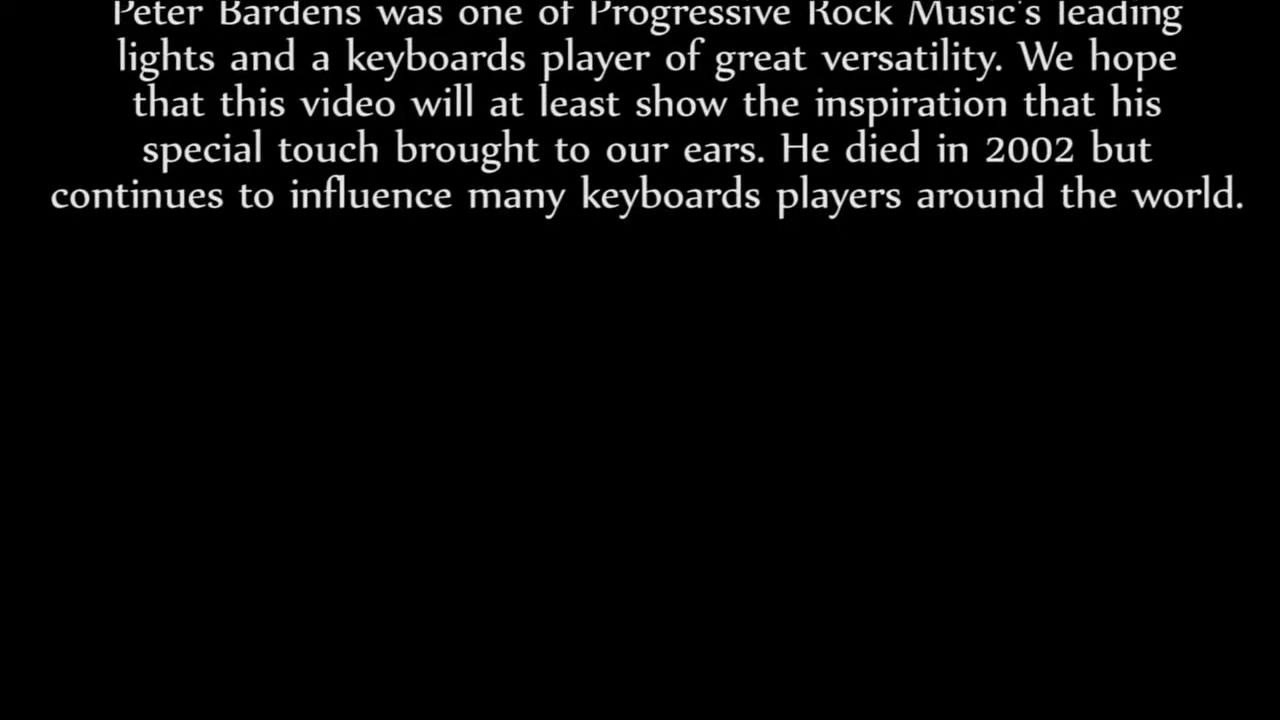 Peter Bardens was one of Progressive Rock Music's leading
lights and a keyboards player of great versatility. We hope
that this video will at least show the inspiration that his
special touch brought to our ears. He died in 2002 but
continues to influence many keyboards players around the world.